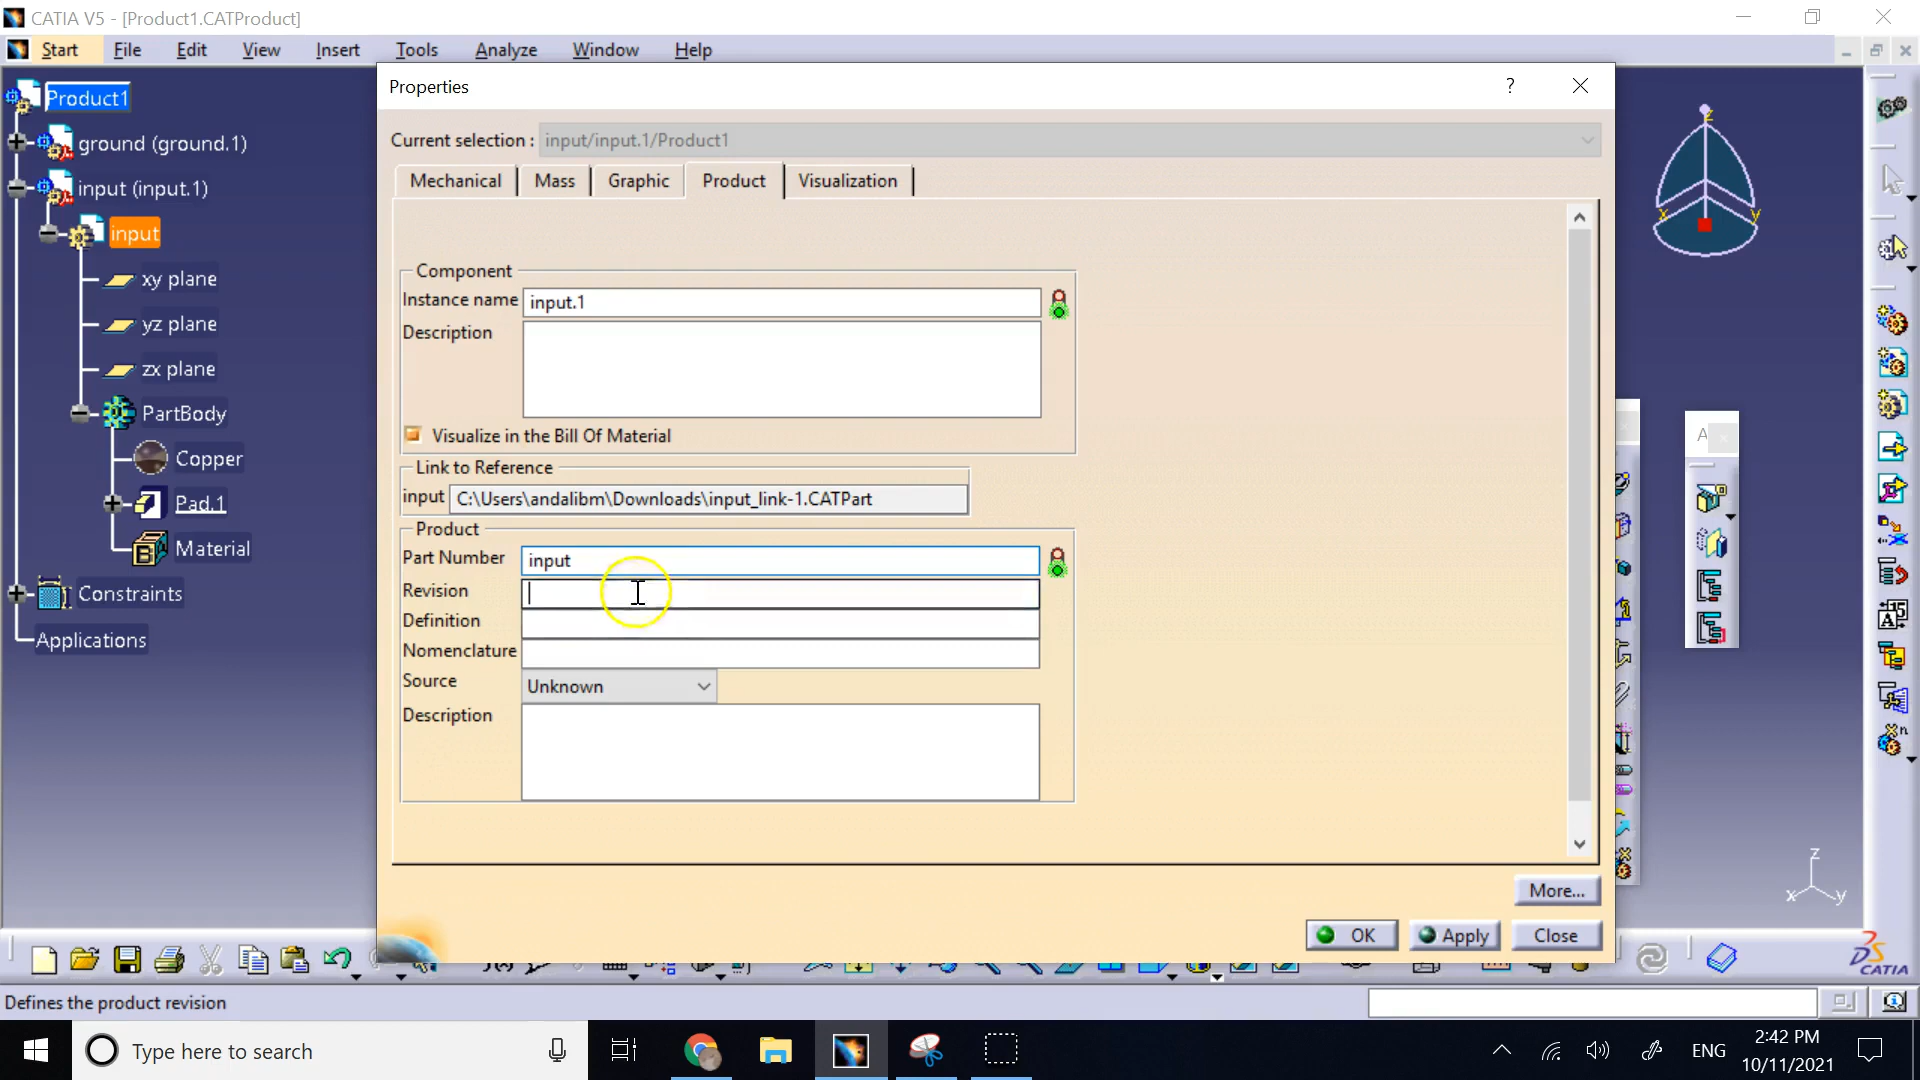 CATIA V5 - [Product1.CATProduct]
Start File Edit View Insert Tools Analyze Window Help
Product1
ground (ground.1)
input (input.1)
input
xy plane
yz plane
zx plane
PartBody
Copper
Pad.1
Material
Constraints
Applications
Properties
?
Current selection : input/input.1/Product1
Mechanical Mass Graphic Product Visualization
Component
Instance name input.1
Description
Visualize in the Bill Of Material
Link to Reference
input C:\Users\andalibm\Downloads\input_link-1.CATPart
Product
Part Number input
Revision
Definition
Nomenclature
Source Unknown
Description
More...
OK Apply Close
z
x y
A
z
x y
CATIA
Defines the product revision
Type here to search
ENG
2:42 PM
10/11/2021